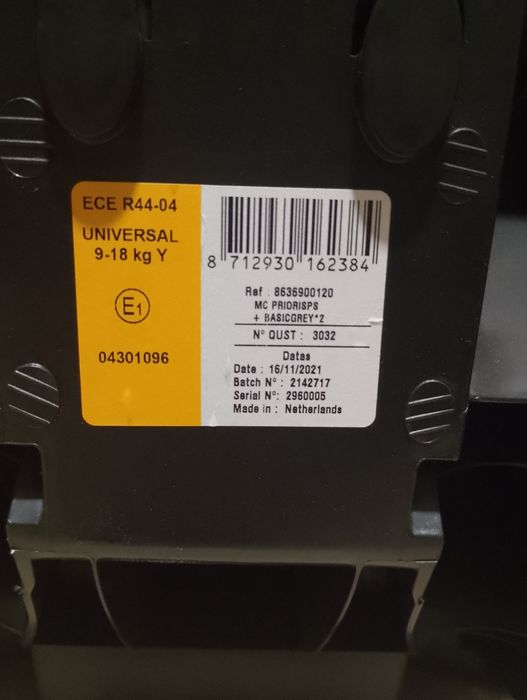 ECE R44-04
UNIVERSAL
9-18 kg Y
E1
04301096
8 712930 162384
Ref : 8636900120
MC PRIORISPS
+ BASICGREY*2
N° QUST : 3032
Datas
Date : 16/11/2021
Batch N° : 2142717
Serial N°: 2960005
Made in : Netherlands